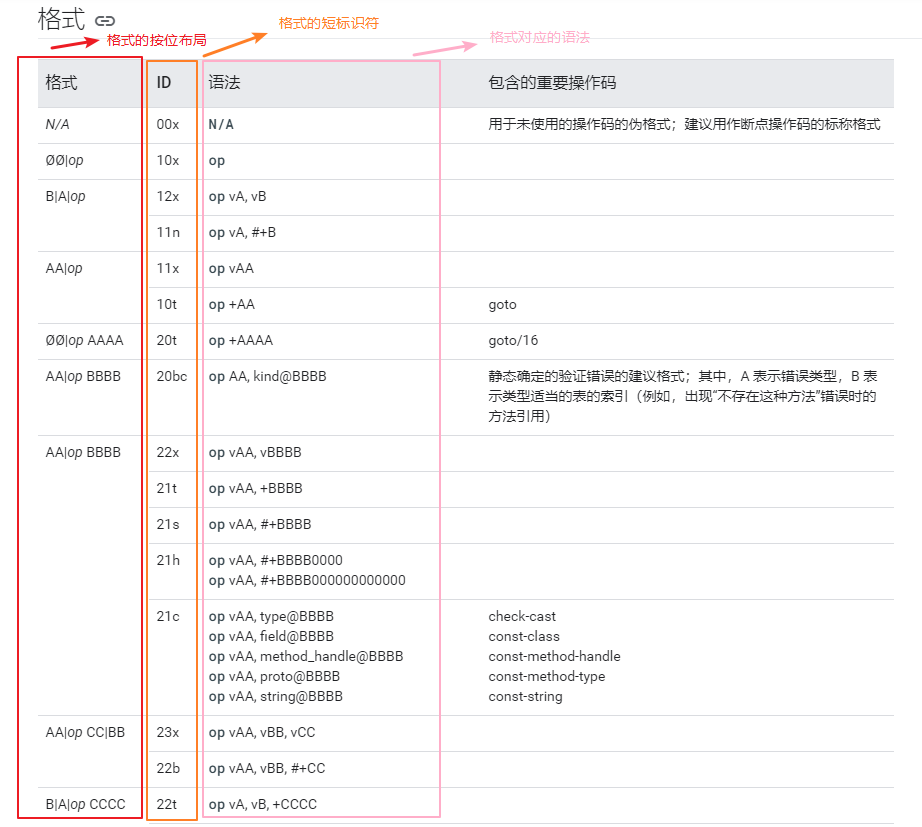 格式
格式的短标识符
格式的按位布局
格式对应的语法
格式 ID 语法 包含的重要操作码
N/A 00x N/A 用于未使用的操作码的伪格式；建议用作断点操作码的标称格式
ØØ|op 10x op
B|A|op 12x op vA, vB
11n op vA, #+B
AA|op 11x op vAA
10t op +AA goto
ØØ|op AAAA 20t op +AAAA goto/16
AA|op BBBB 20bc op AA, kind@BBBB 静态确定的验证错误的建议格式；其中，A 表示错误类型，B 表
示类型适当的表的索引（例如，出现“不存在这种方法”错误时的
方法引用）
AA|op BBBB 22x op vAA, vBBBB
21t op vAA, +BBBB
21s op vAA, #+BBBB
21h op vAA, #+BBBB0000
op vAA, #+BBBB000000000000
21c op vAA, type@BBBB check-cast
op vAA, field@BBBB const-class
op vAA, method_handle@BBBB const-method-handle
op vAA, proto@BBBB const-method-type
op vAA, string@BBBB const-string
AA|op CC|BB 23x op vAA, vBB, vCC
22b op vAA, vBB, #+CC
B|A|op CCCC 22t op vA, vB, +CCCC